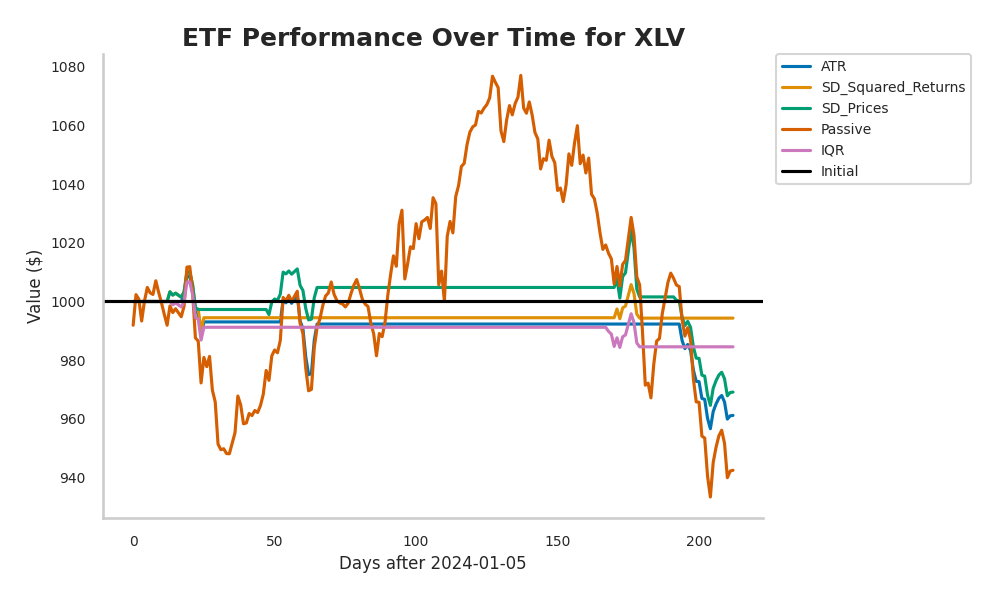 ETF Performance Over Time for XLV
Value ($)
1080
1060
1040
1020
1000
980
960
940
0 50 100 150 200
Days after 2024-01-05
ATR
SD_Squared_Returns
SD_Prices
Passive
IQR
Initial